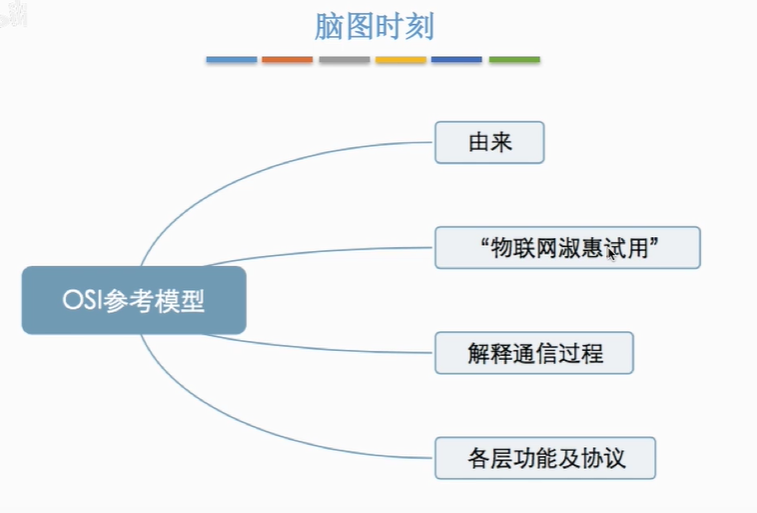 脑图时刻
由来
“物联网淑惠试用”
OSI参考模型
解释通信过程
各层功能及协议